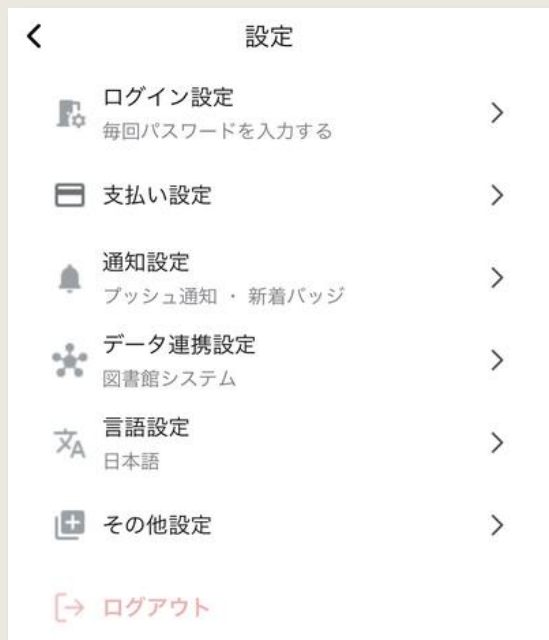 設定
ログイン設定
毎回パスワードを入力する
支払い設定
通知設定
プッシュ通知 ・ 新着バッジ
データ連携設定
図書館システム
言語設定
日本語
その他設定
ログアウト